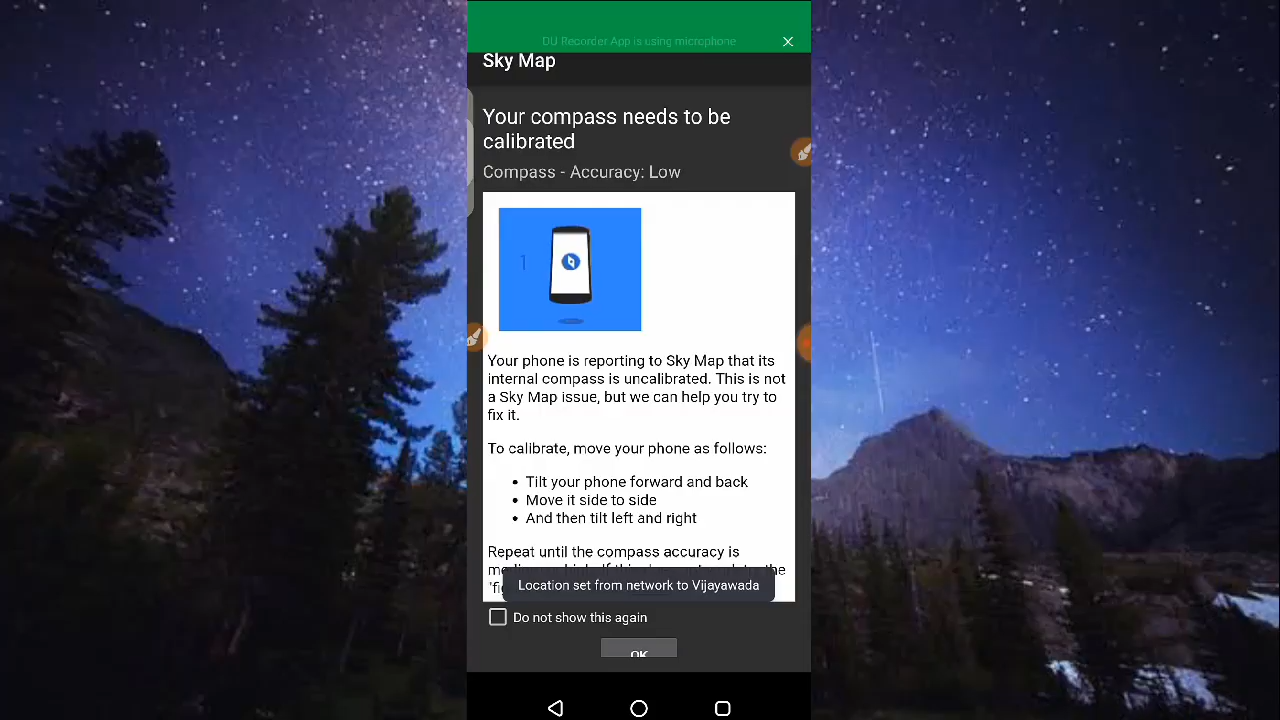 DU Recorder App is using microphone
Sky Map
Your compass needs to be
calibrated
Compass - Accuracy: Low
1
Your phone is reporting to Sky Map that its
internal compass is uncalibrated. This is not
a Sky Map issue, but we can help you try to
fix it.
To calibrate, move your phone as follows:
• Tilt your phone forward and back
• Move it side to side
• And then tilt left and right
Repeat until the compass accuracy is
the
Location set from network to Vijayawada
Do not show this again
OK